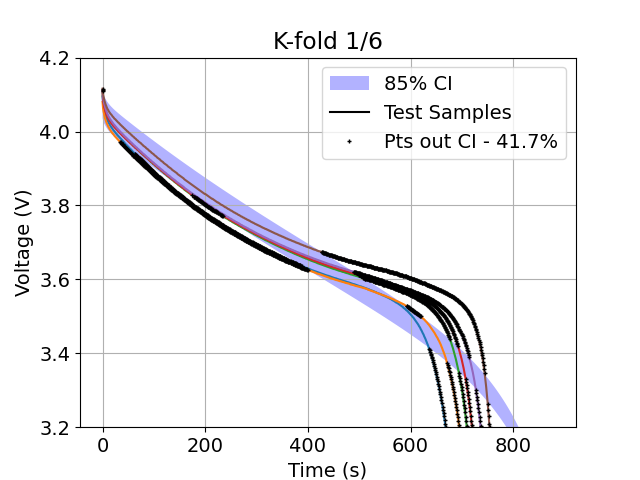 K-fold 1/6
4.2
4.0
3.8
3.6
3.4
3.2
Voltage (V)
85% CI
Test Samples
Pts out CI - 41.7%
0
200
400
600
800
Time (s)